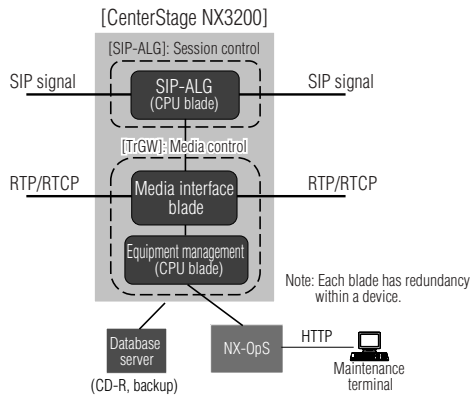 [CenterStage NX3200]
[SIP-ALG]: Session control
SIP signal
SIP-ALG
(CPU blade)
SIP signal
[TrGW]: Media control
RTP/RTCP
Media interface
blade
RTP/RTCP
Equipment management
(CPU blade)
Note: Each blade has redundancy
within a device.
Database
server
(CD-R, backup)
NX-OpS
HTTP
Maintenance
terminal